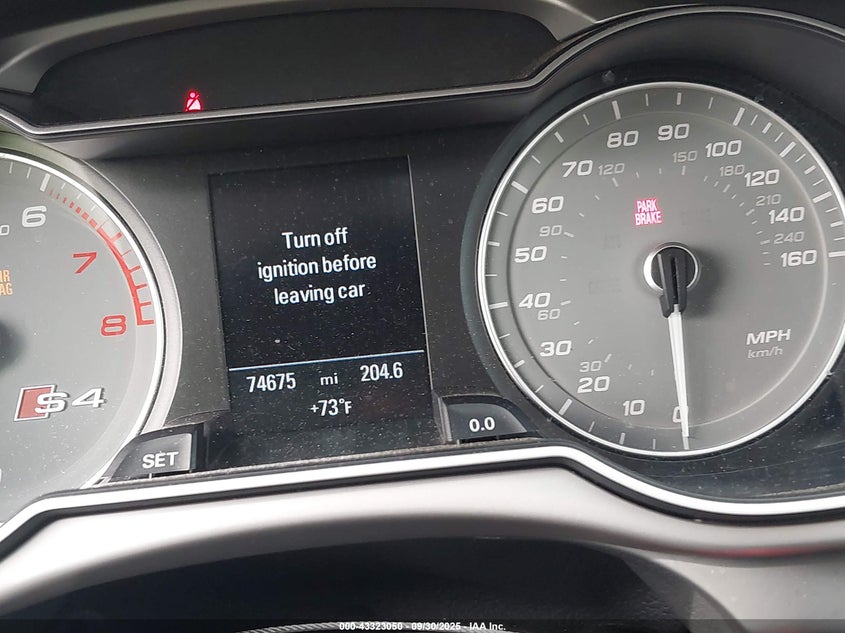 6
7
8
S4
SET
Turn off
ignition before
leaving car
74675 mi 204.6
+73°F
0.0
0
10
20
30
40
50
60
70
80
90
100
120
140
160
30
60
90
120
150
180
210
240
MPH
km/h
PARK
BRAKE
000-43323050 - 09/30/2025 - IAA Inc.